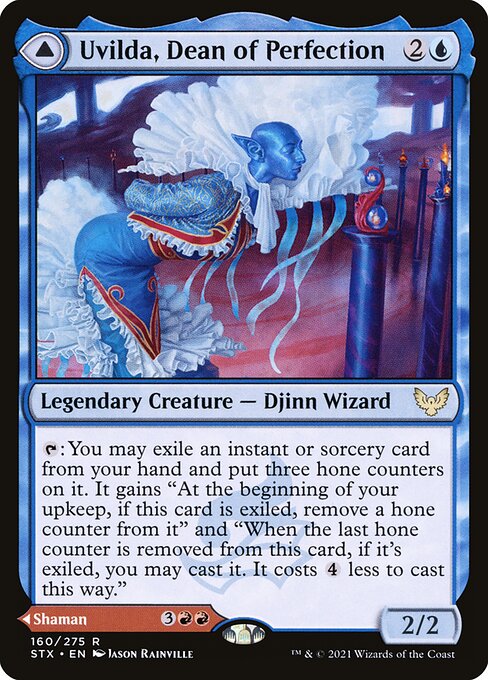 Uvilda, Dean of Perfection 2
Legendary Creature — Djinn Wizard
: You may exile an instant or sorcery card
from your hand and put three hone counters
on it. It gains “At the beginning of your
upkeep, if this card is exiled, remove a hone
counter from it” and “When the last hone
counter is removed from this card, if it’s
exiled, you may cast it. It costs 4 less to cast
this way.”
Shaman 3
2/2
160/275 R
STX • EN Jason Rainville
™ & © 2021 Wizards of the Coast